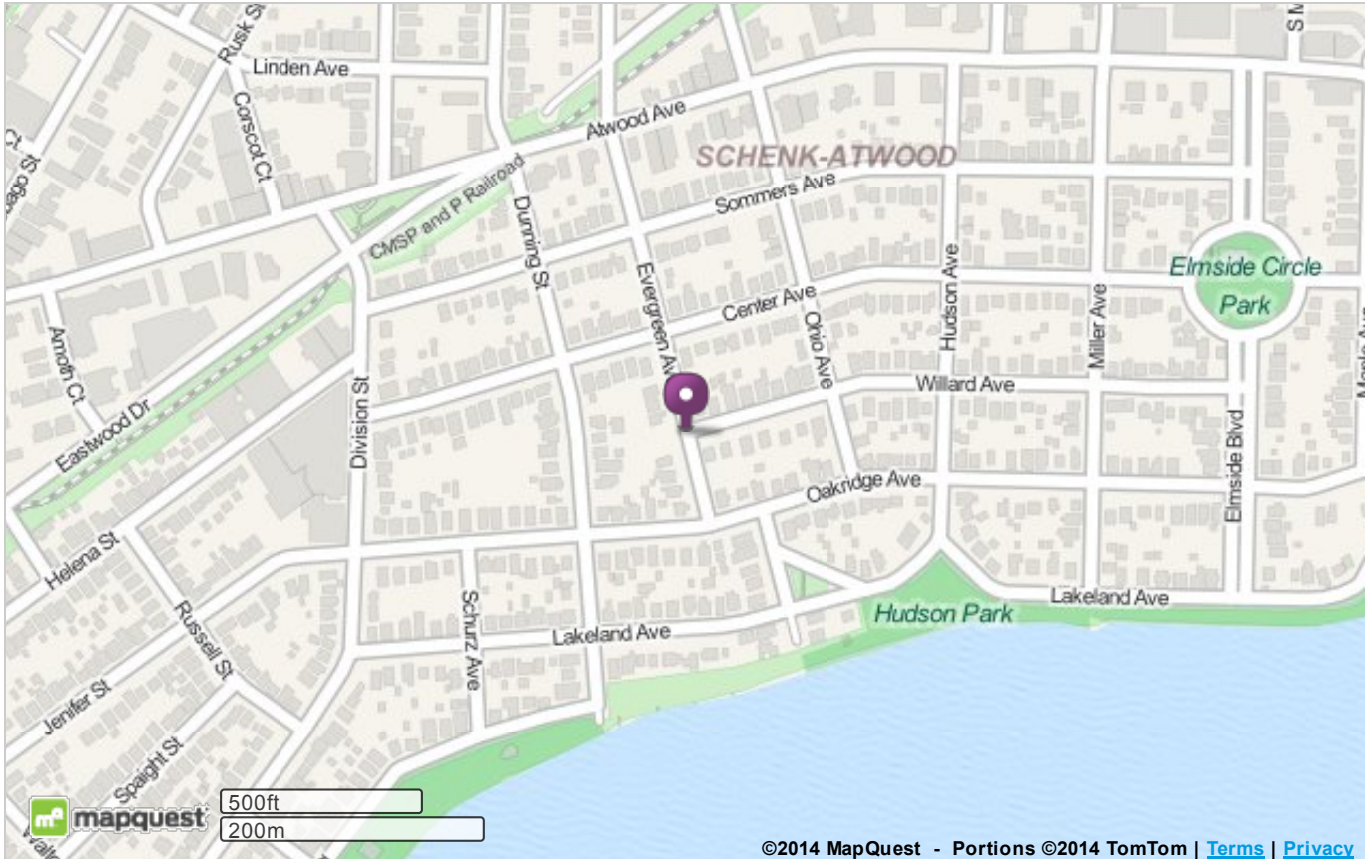 Rusk St
Linden Ave
Corscot Ct
Ct
Atwood Ave
SCHENK-ATWOOD
CMSP and P Railroad
Sommers Ave
Dunning St
Evergreen Ave
Center Ave
Ohio Ave
Hudson Ave
Miller Ave
Elmside Circle
Park
Amoth Ct
Eastwood Dr
Division St
Willard Ave
Elmside Blvd
Oakridge Ave
Helena St
Russell St
Schurz Ave
Lakeland Ave
Lakeland Ave
Hudson Park
Jenifer St
Spaight St
mapquest
500ft
200m
©2014 MapQuest - Portions ©2014 TomTom | Terms | Privacy